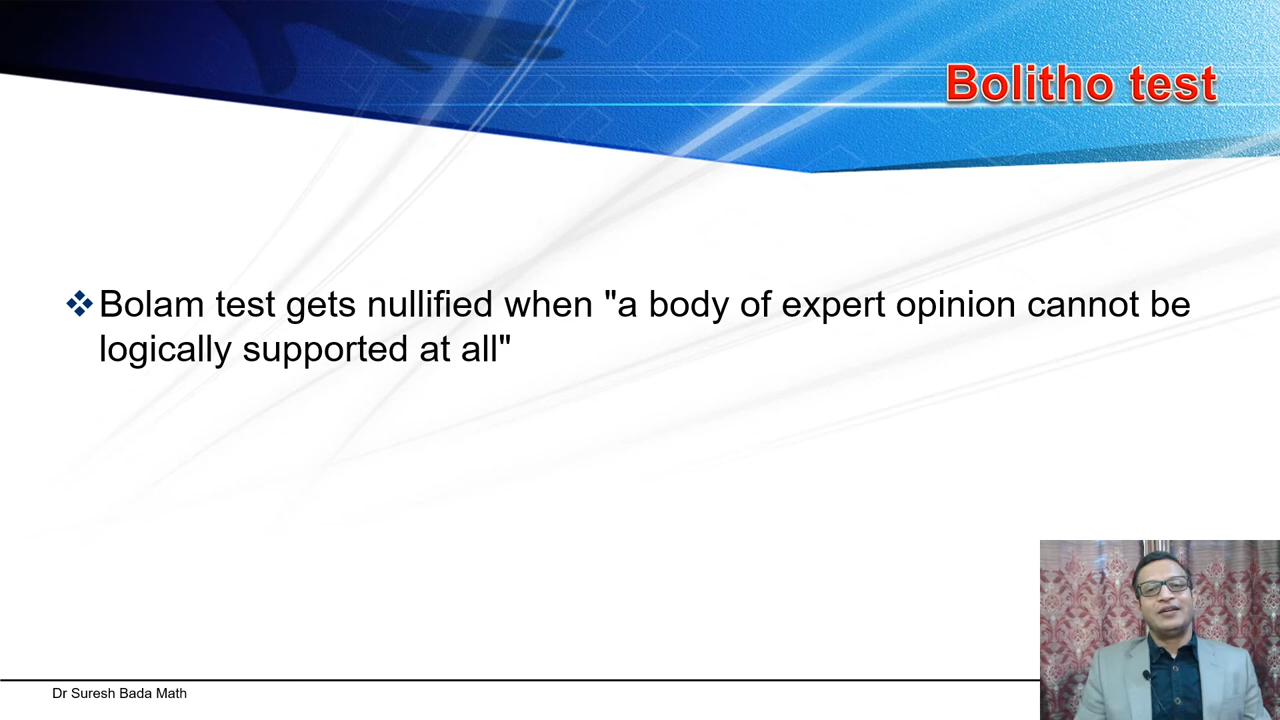 Bolitho test
❖Bolam test gets nullified when "a body of expert opinion cannot be
logically supported at all"
Dr Suresh Bada Math